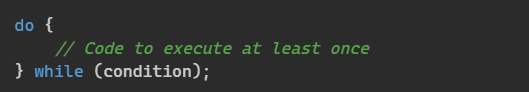 do {
    // Code to execute at least once
} while (condition);